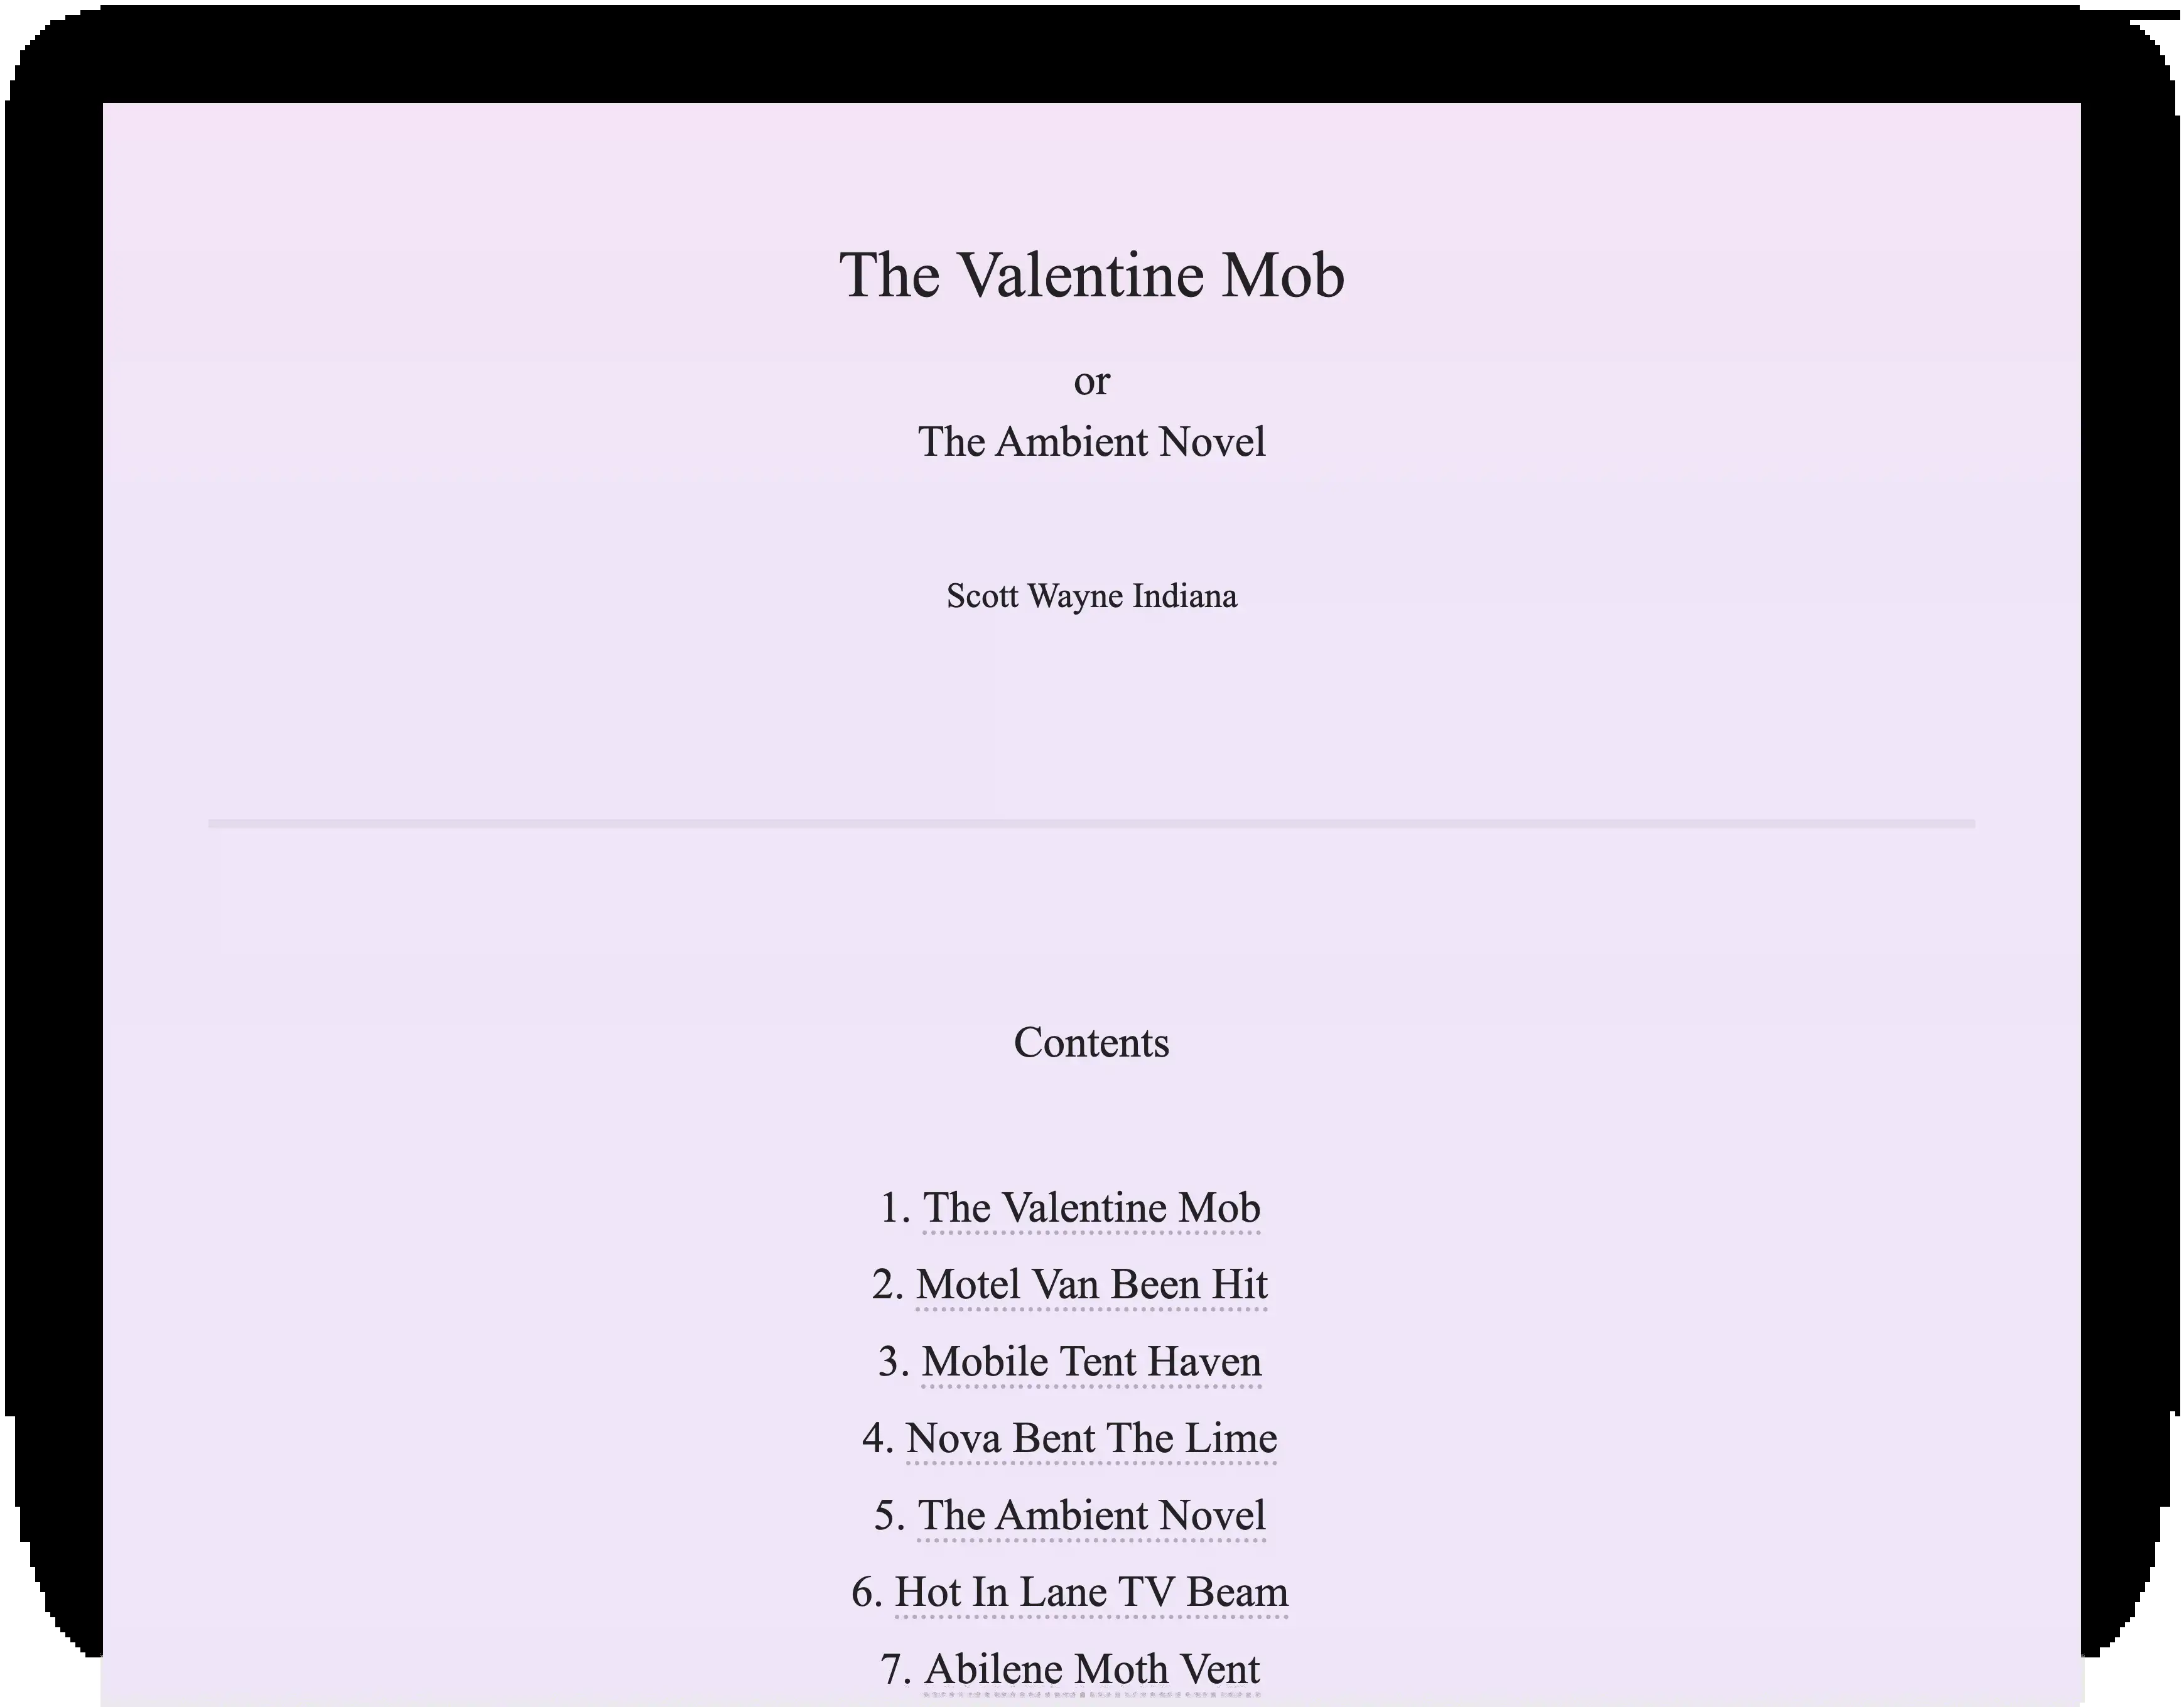 The Valentine Mob
or
The Ambient Novel
Scott Wayne Indiana
Contents
1. The Valentine Mob
2. Motel Van Been Hit
3. Mobile Tent Haven
4. Nova Bent The Lime
5. The Ambient Novel
6. Hot In Lane TV Beam
7. Abilene Moth Vent